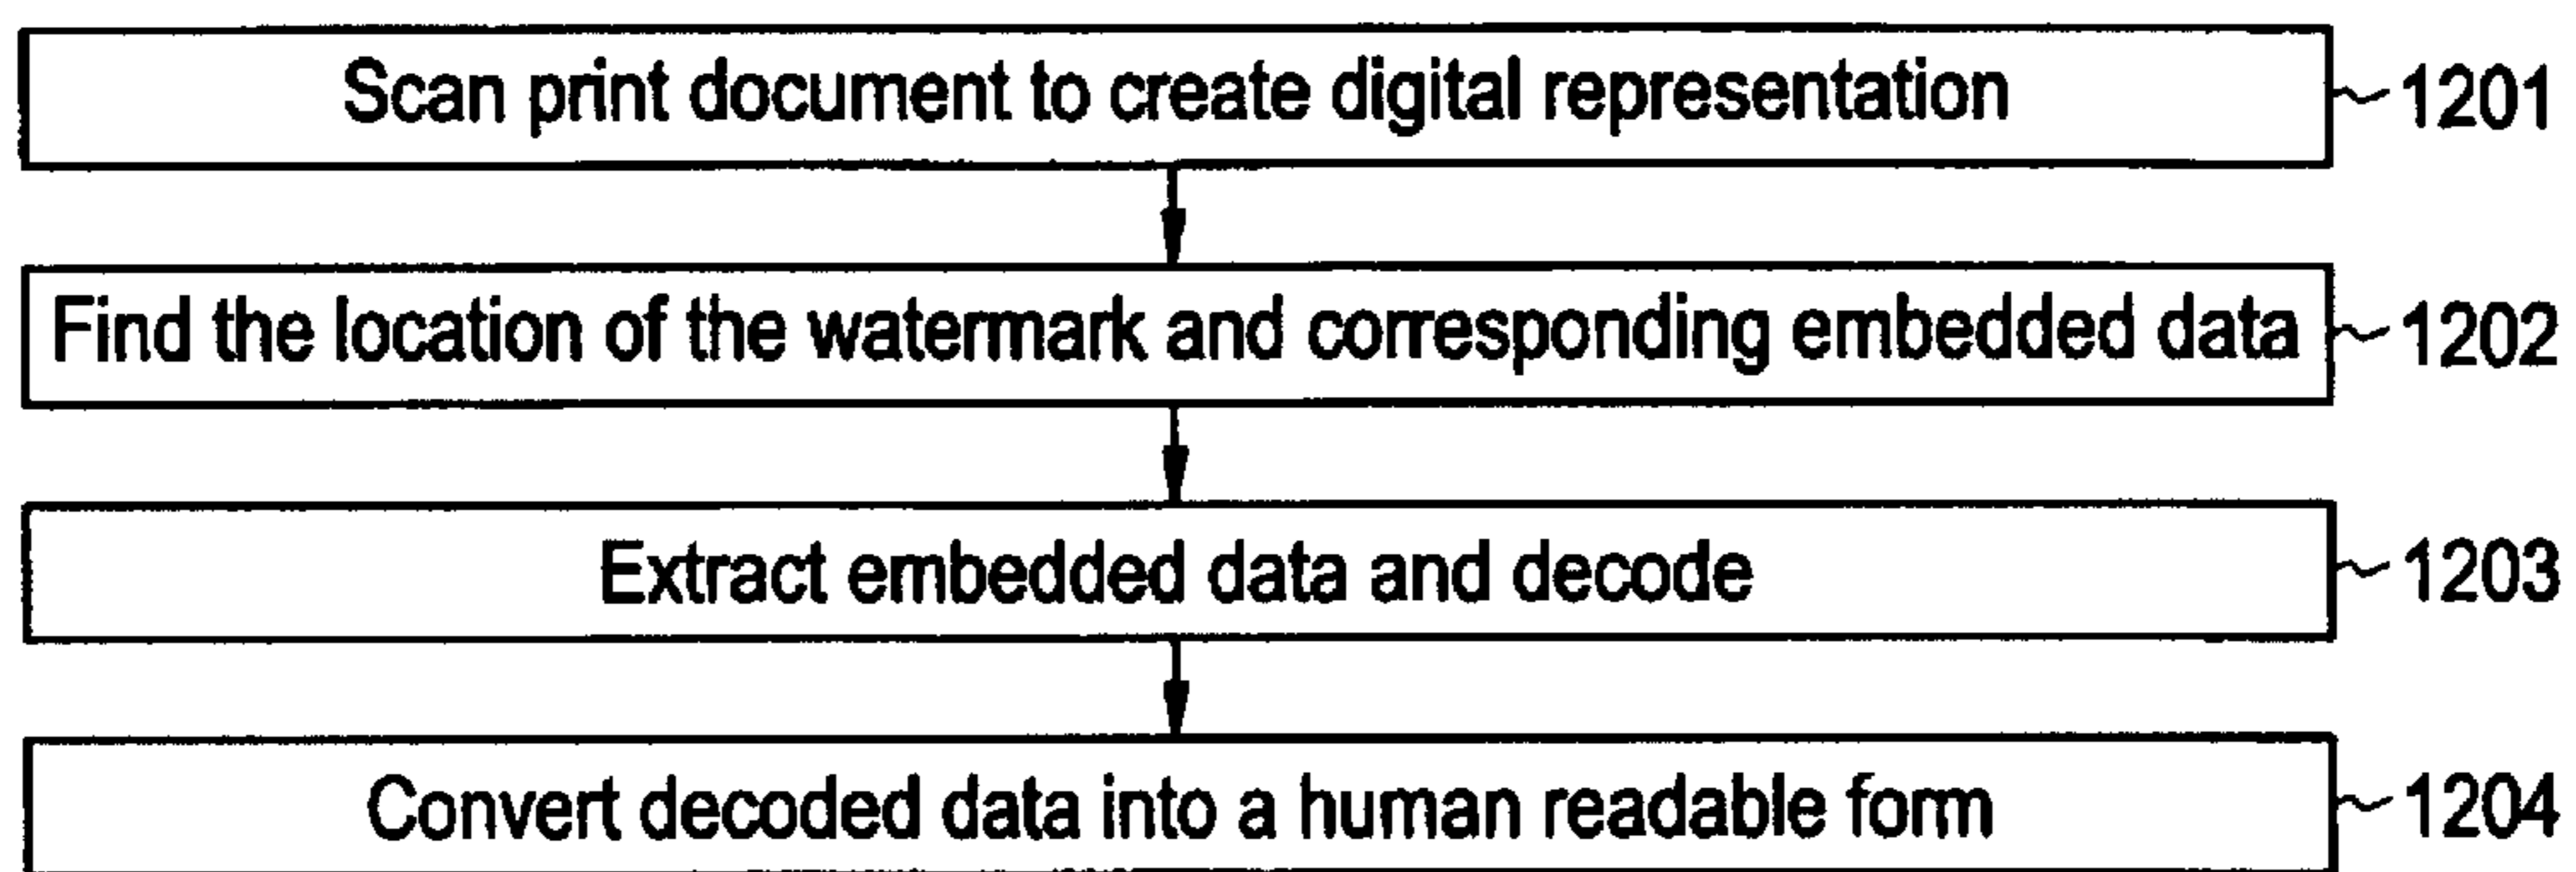 Scan print document to create digital representation 1201
Find the location of the watermark and corresponding embedded data 1202
Extract embedded data and decode 1203
Convert decoded data into a human readable form 1204